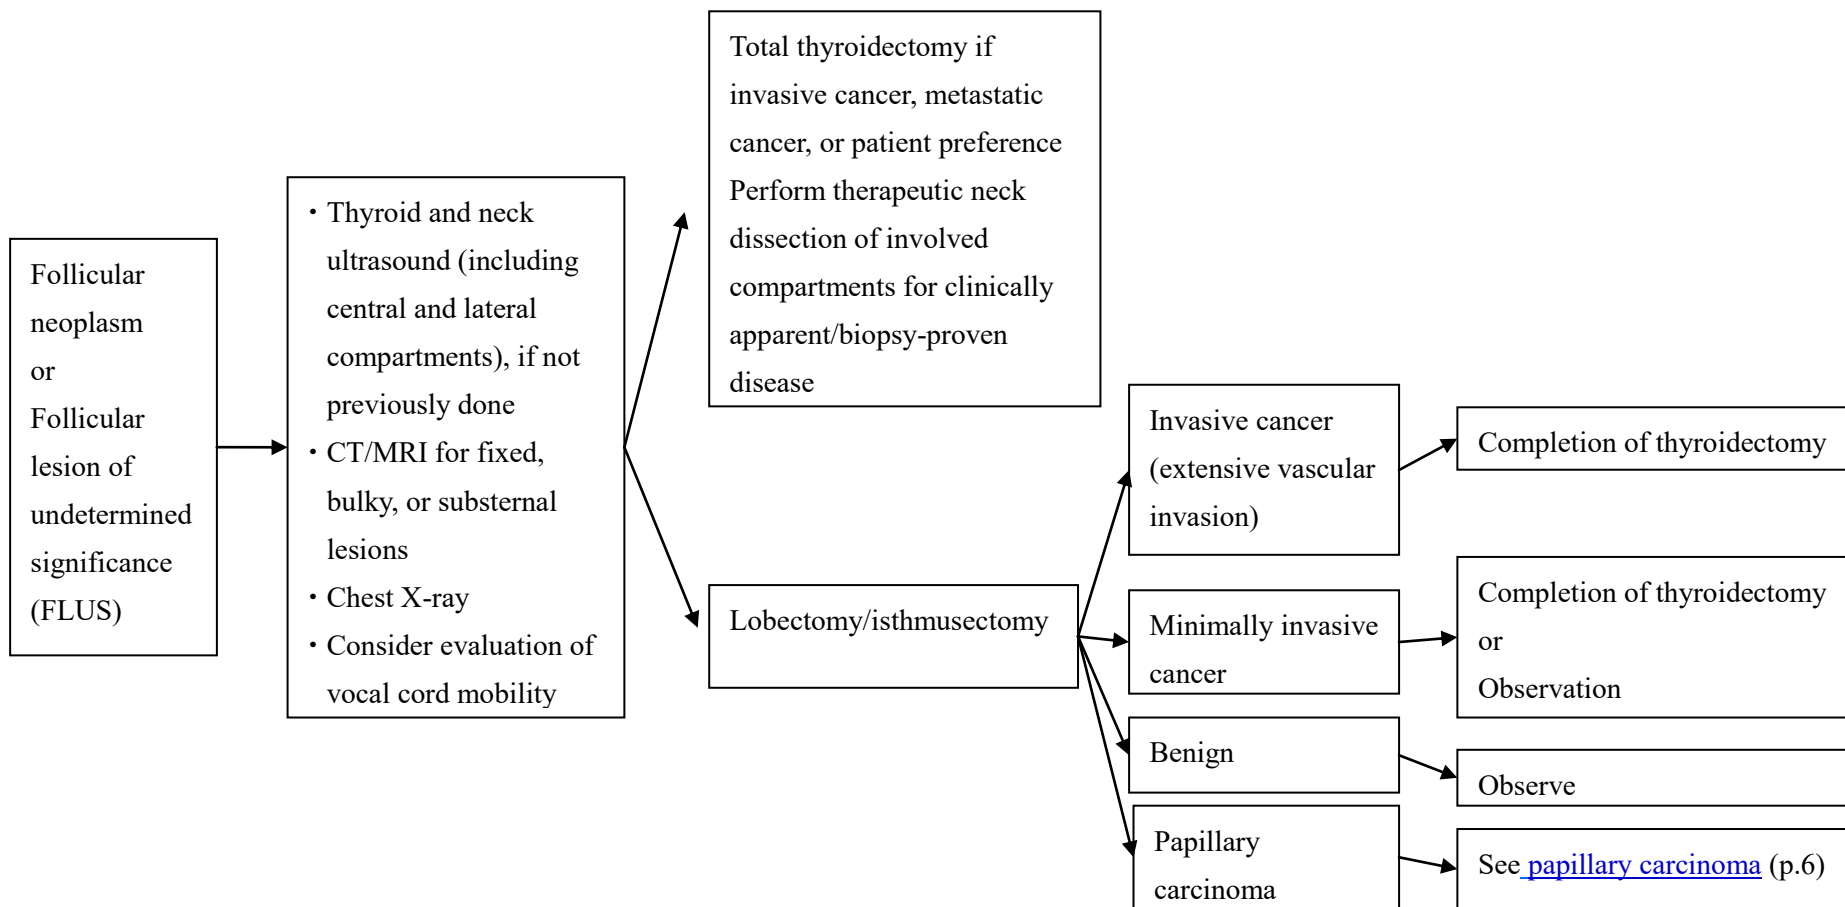 Follicular
neoplasm
or
Follicular
lesion of
undetermined
significance
(FLUS)
・Thyroid and neck
ultrasound (including
central and lateral
compartments), if not
previously done
・CT/MRI for fixed,
bulky, or substernal
lesions
・Chest X-ray
・Consider evaluation of
vocal cord mobility
Total thyroidectomy if
invasive cancer, metastatic
cancer, or patient preference
Perform therapeutic neck
dissection of involved
compartments for clinically
apparent/biopsy-proven
disease
Lobectomy/isthmusectomy
Invasive cancer
(extensive vascular
invasion)
Completion of thyroidectomy
Minimally invasive
cancer
Completion of thyroidectomy
or
Observation
Benign
Observe
Papillary
carcinoma
See papillary carcinoma (p.6)